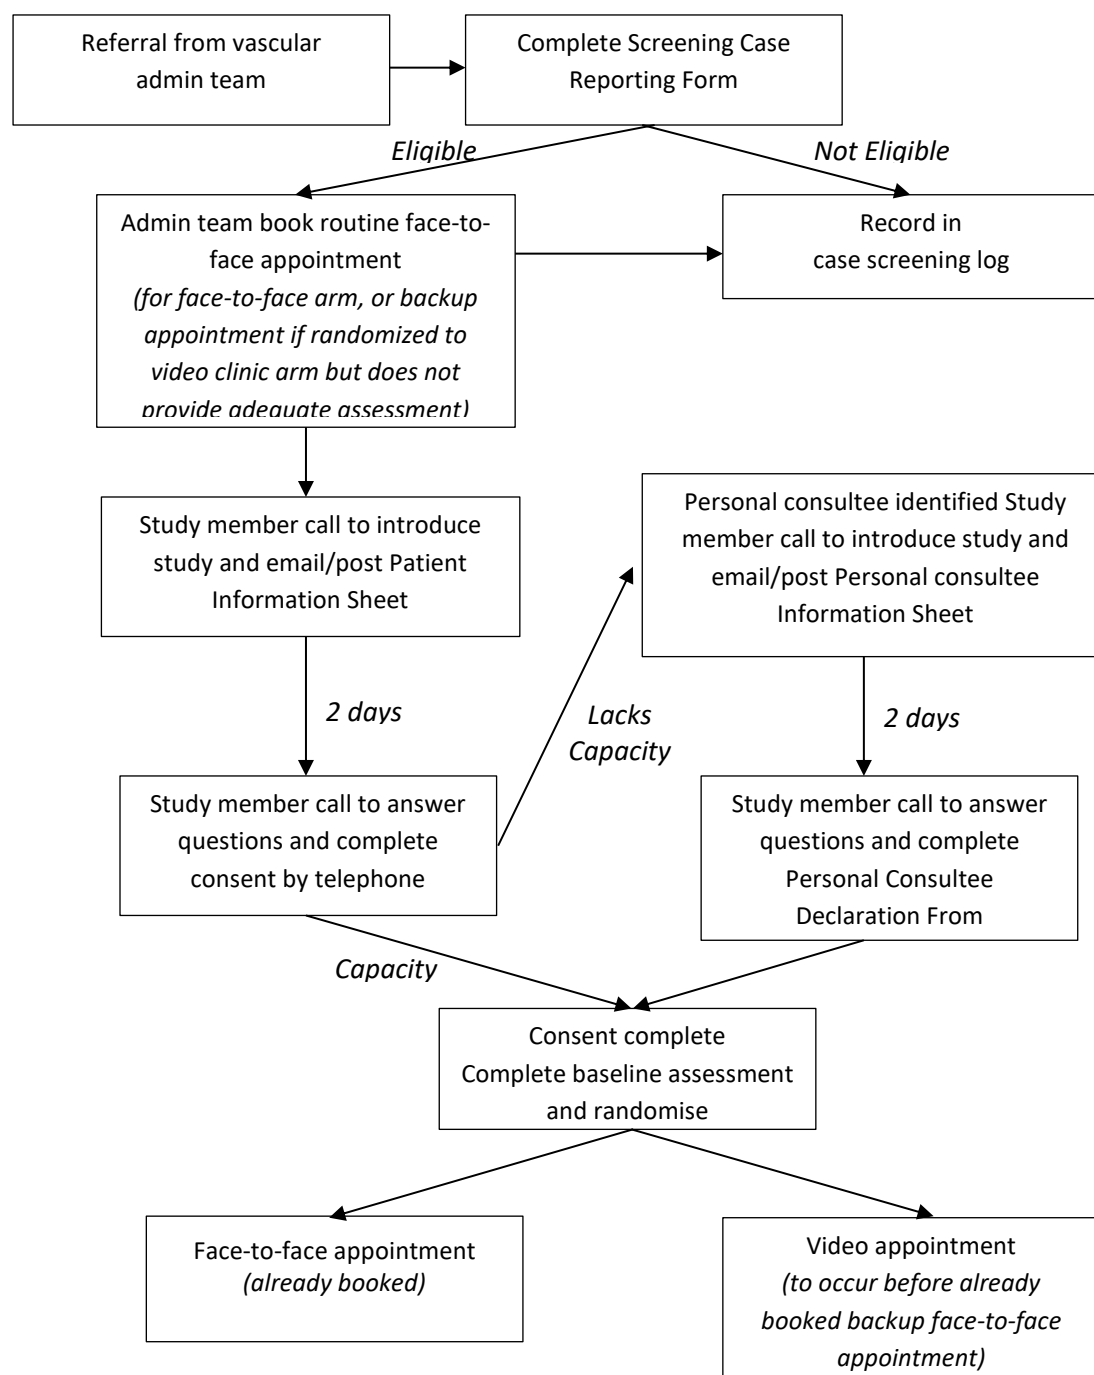 Referral from vascular
admin team
Complete Screening Case
Reporting Form
Eligible
Not Eligible
Admin team book routine face-to-
face appointment
(for face-to-face arm, or backup
appointment if randomized to
video clinic arm but does not
provide adequate assessment)
Record in
case screening log
Study member call to introduce
study and email/post Patient
Information Sheet
Personal consultee identified Study
member call to introduce study and
email/post Personal consultee
Information Sheet
2 days
Lacks
Capacity
2 days
Study member call to answer
questions and complete
consent by telephone
Study member call to answer
questions and complete
Personal Consultee
Declaration From
Capacity
Consent complete
Complete baseline assessment
and randomise
Face-to-face appointment
(already booked)
Video appointment
(to occur before already
booked backup face-to-face
appointment)